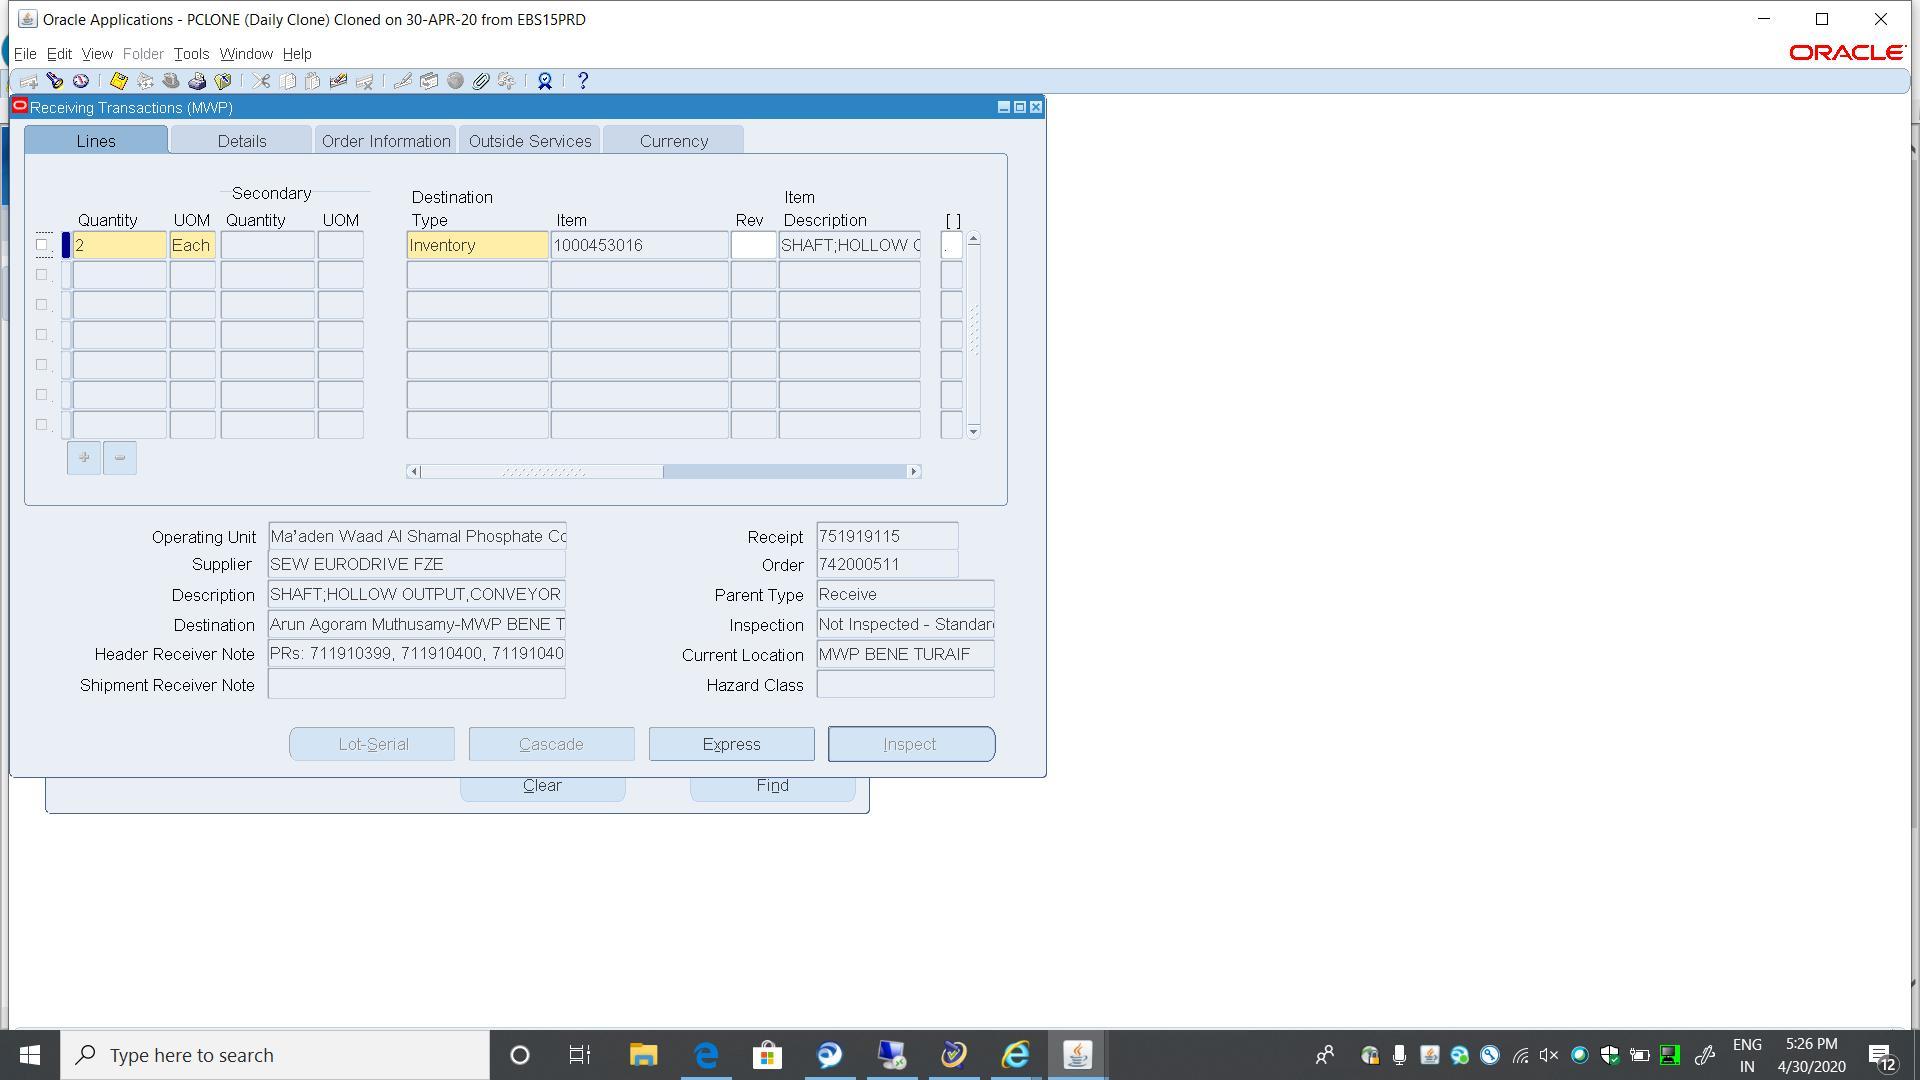 Oracle Applications - PCLONE (Daily Clone) Cloned on 30-APR-20 from EBS15PRD
File Edit View Folder Tools Window Help
ORACLE
Receiving Transactions (MWP)
Lines Details Order Information Outside Services Currency
Secondary Destination Item
Quantity UOM Quantity UOM Type Item Rev Description [ ]
2 Each Inventory 1000453016 SHAFT;HOLLOW
Operating Unit Ma'aden Waad Al Shamal Phosphate Co
Receipt 751919115
Supplier SEW EURODRIVE FZE
Order 742000511
Description SHAFT;HOLLOW OUTPUT,CONVEYOR
Parent Type Receive
Destination Arun Agoram Muthusamy-MWP BENE T
Inspection Not Inspected - Standar
Header Receiver Note PRs: 711910399, 711910400, 71191040
Current Location MWP BENE TURAIF
Shipment Receiver Note
Hazard Class
Lot-Serial Cascade Express Inspect
Clear Find
Type here to search
ENG
IN
5:26 PM
4/30/2020
12